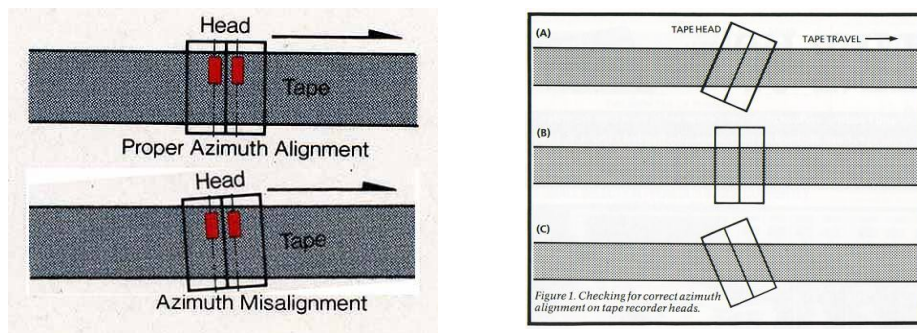 Head
Tape
Proper Azimuth Alignment
Head
Tape
Azimuth Misalignment
(A)
TAPE HEAD
TAPE TRAVEL
(B)
(C)
Figure 1. Checking for correct azimuth
alignment on tape recorder heads.